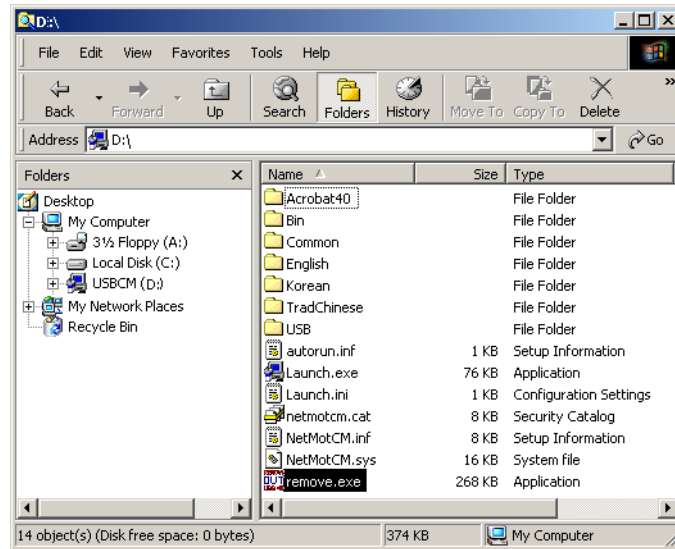 D:\
File Edit View Favorites Tools Help
Back Forward Up Search Folders History Move To Copy To Delete »
Address D:\ Go
Folders x
Desktop
My Computer
3½ Floppy (A:)
Local Disk (C:)
USBCM (D:)
My Network Places
Recycle Bin
Name Size Type
Acrobat40 File Folder
Bin File Folder
Common File Folder
English File Folder
Korean File Folder
TradChinese File Folder
USB File Folder
autorun.inf 1 KB Setup Information
Launch.exe 76 KB Application
Launch.ini 1 KB Configuration Settings
netmotcm.cat 8 KB Security Catalog
NetMotCM.inf 8 KB Setup Information
NetMotCM.sys 16 KB System file
remove.exe 268 KB Application
14 object(s) (Disk free space: 0 bytes) 374 KB My Computer